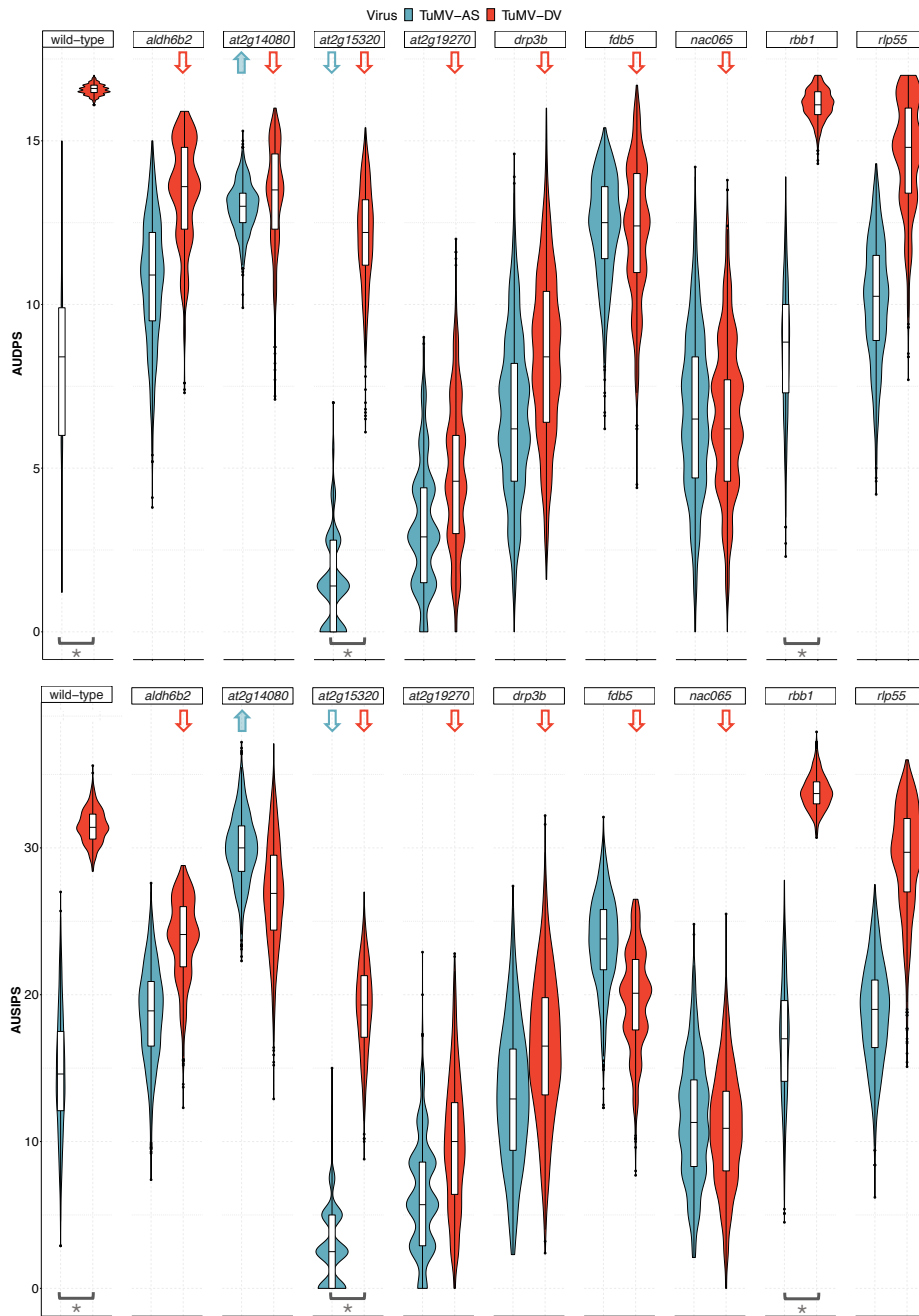 Virus TuMV−AS TuMV−DV
wild−type aldh6b2 at2g14080 at2g15320 at2g19270 drp3b fdb5 nac065 rbb1 rlp55
15
10
AUDPS
5
0
* * *
wild−type aldh6b2 at2g14080 at2g15320 at2g19270 drp3b fdb5 nac065 rbb1 rlp55
30
20
AUSIPS
10
0
* * *